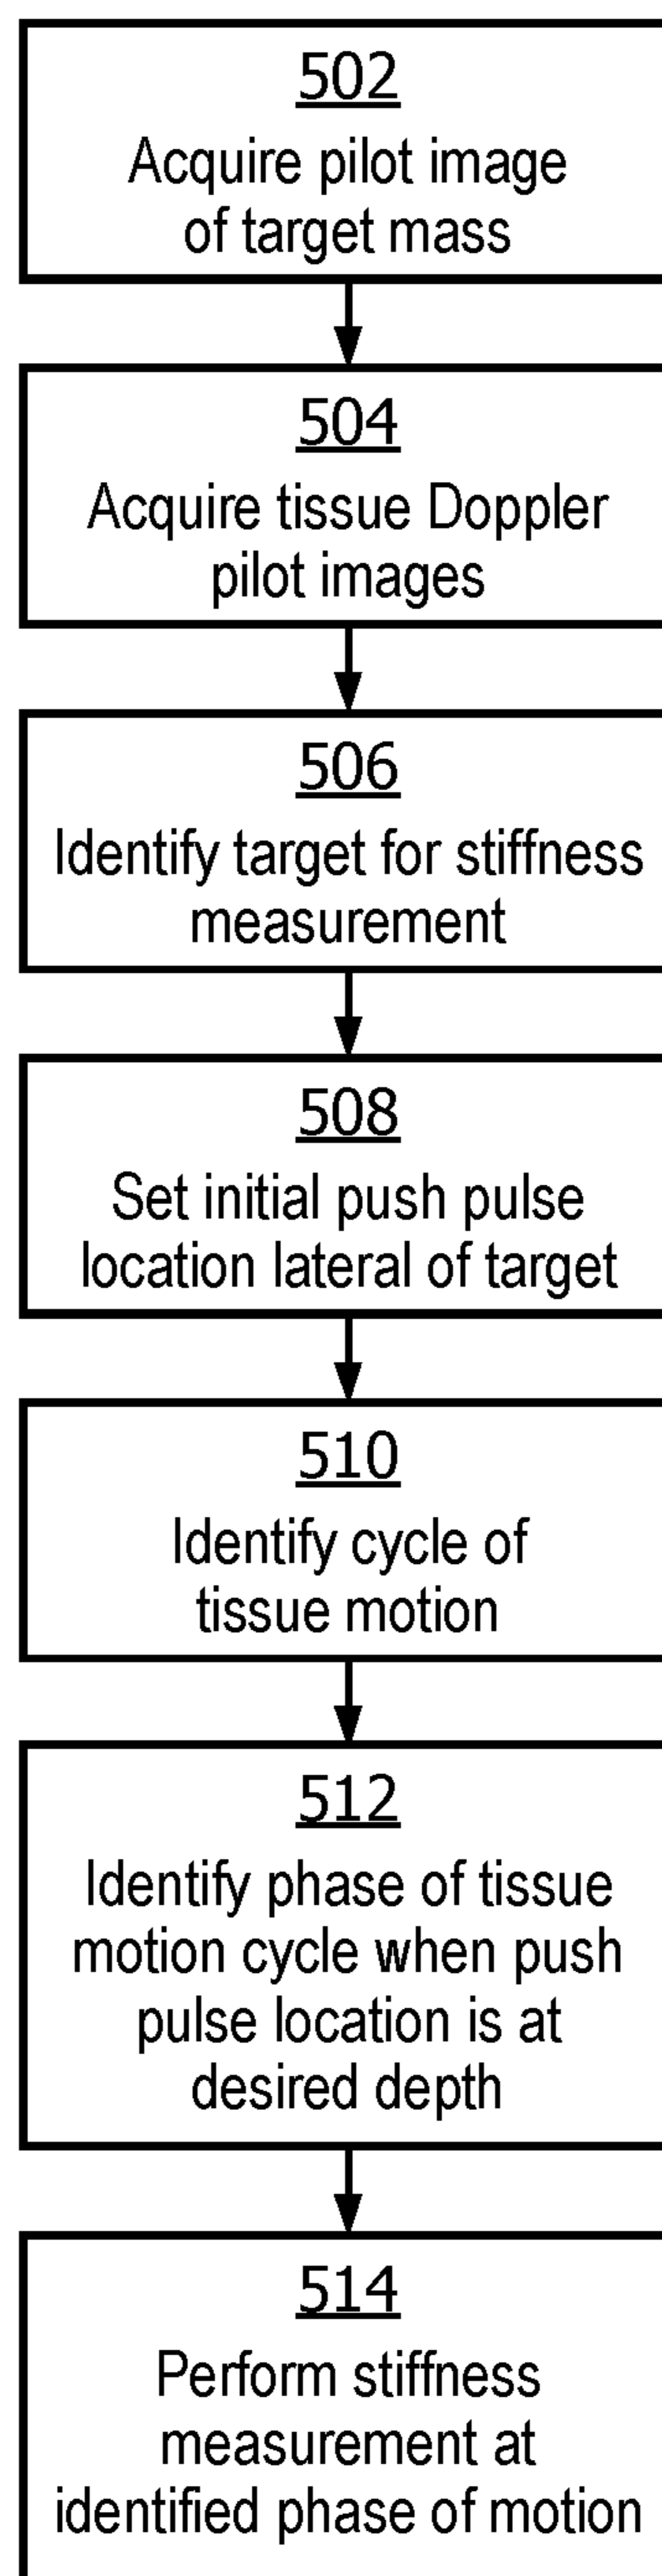 502
Acquire pilot image
of target mass
504
Acquire tissue Doppler
pilot images
506
Identify target for stiffness
measurement
508
Set initial push pulse
location lateral of target
510
Identify cycle of
tissue motion
512
Identify phase of tissue
motion cycle when push
pulse location is at
desired depth
514
Perform stiffness
measurement at
identified phase of motion